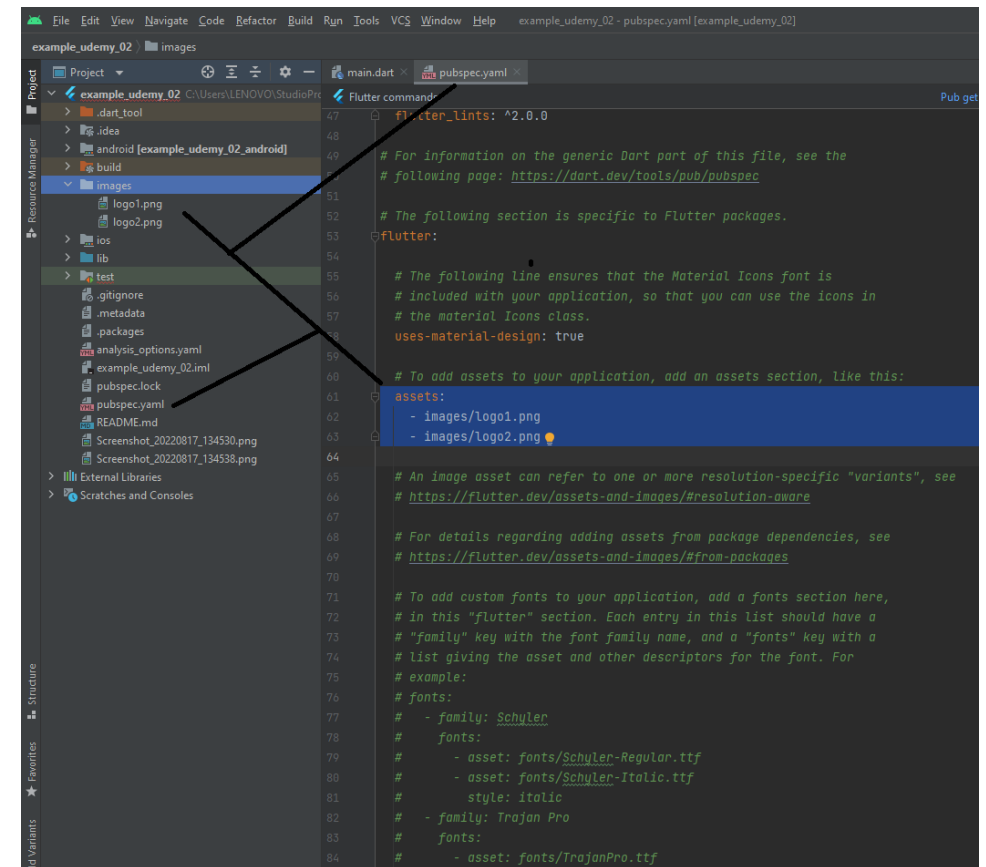 File Edit View Navigate Code Refactor Build Run Tools VCS Window Help example_udemy_02 - pubspec.yaml [example_udemy_02]
example_udemy_02 images
Project
main.dart pubspec.yaml
example_udemy_02 C:\Users\LENOVO\StudioPro
.dart_tool
.idea
android [example_udemy_02_android]
build
images
logo1.png
logo2.png
ios
lib
test
.gitignore
.metadata
.packages
analysis_options.yaml
example_udemy_02.iml
pubspec.lock
pubspec.yaml
README.md
Screenshot_20220817_134530.png
Screenshot_20220817_134538.png
External Libraries
Scratches and Consoles
Project
Resource Manager
Structure
Favorites
d Variants
Flutter commands Pub get
47 flutter_lints: ^2.0.0
48
49 # For information on the generic Dart part of this file, see the
# following page: https://dart.dev/tools/pub/pubspec
51
52 # The following section is specific to Flutter packages.
53 flutter:
54
55 # The following line ensures that the Material Icons font is
56 # included with your application, so that you can use the icons in
57 # the material Icons class.
58 uses-material-design: true
59
60 # To add assets to your application, add an assets section, like this:
61 assets:
62 - images/logo1.png
63 - images/logo2.png
64
65 # An image asset can refer to one or more resolution-specific "variants", see
66 # https://flutter.dev/assets-and-images/#resolution-aware
67
68 # For details regarding adding assets from package dependencies, see
69 # https://flutter.dev/assets-and-images/#from-packages
70
71 # To add custom fonts to your application, add a fonts section here,
72 # in this "flutter" section. Each entry in this list should have a
73 # "family" key with the font family name, and a "fonts" key with a
74 # list giving the asset and other descriptors for the font. For
75 # example:
76 # fonts:
77 # - family: Schyler
78 # fonts:
79 # - asset: fonts/Schyler-Regular.ttf
80 # - asset: fonts/Schyler-Italic.ttf
81 # style: italic
82 # - family: Trajan Pro
83 # fonts:
84 # - asset: fonts/TrajanPro.ttf